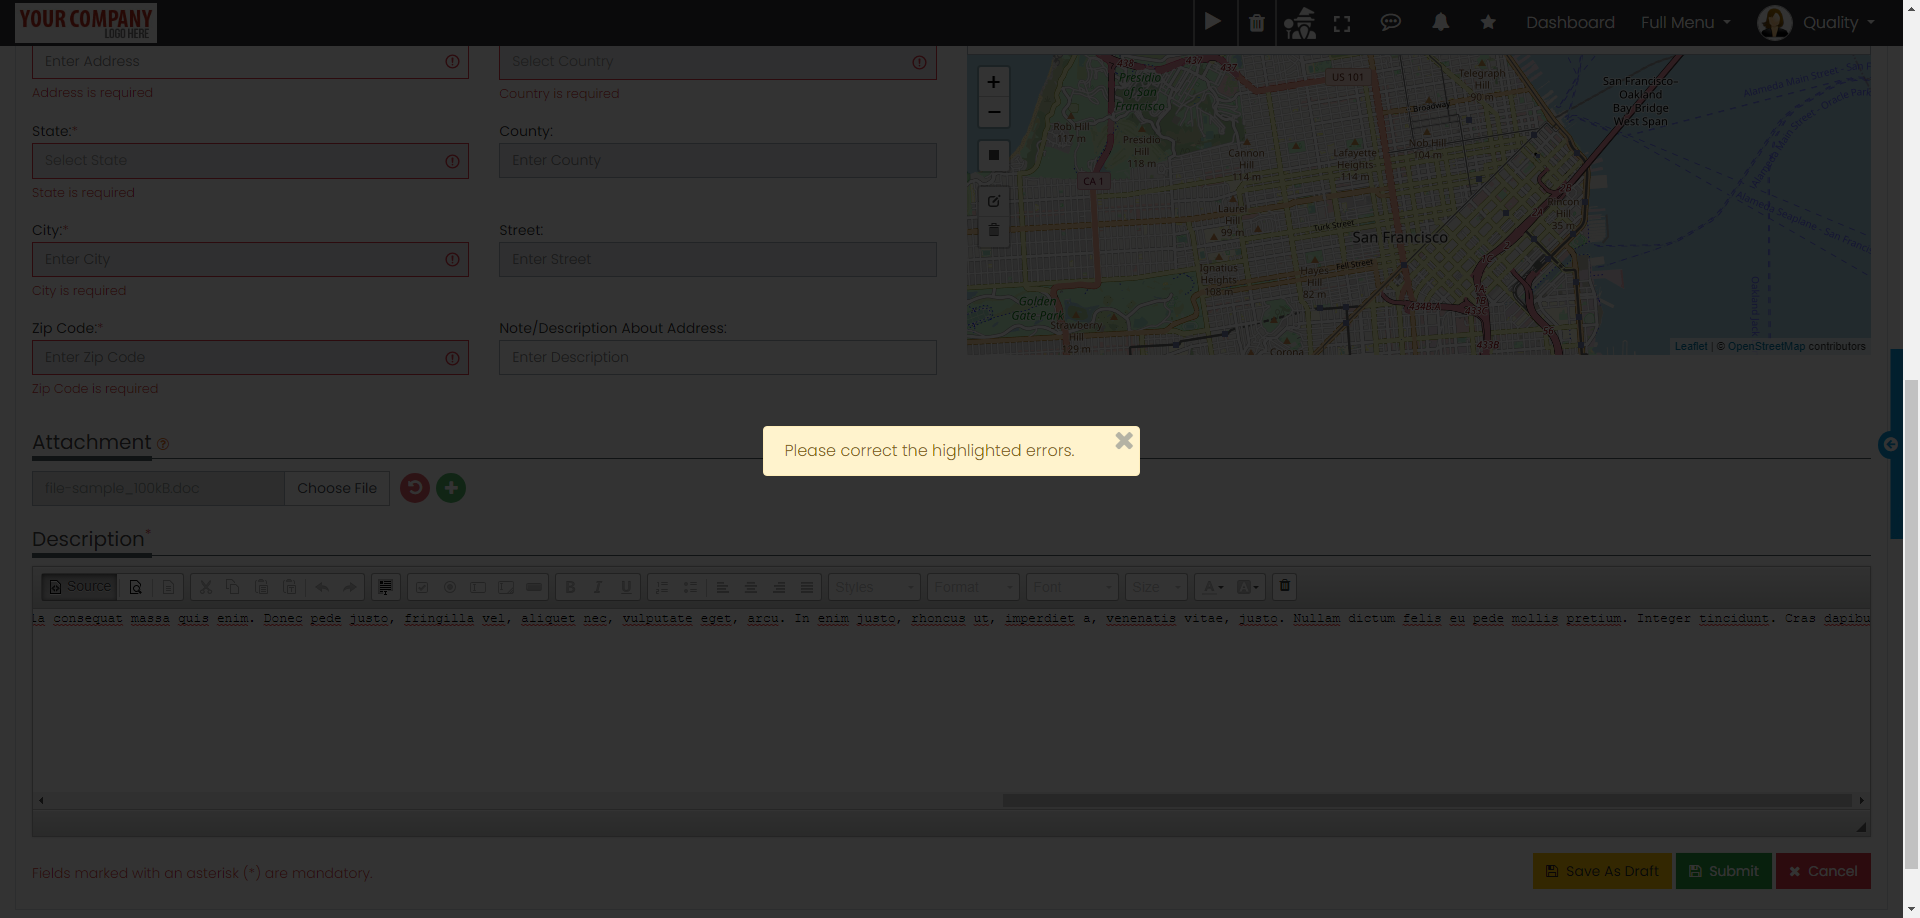 YOUR COMPANY
LOGO HERE
Dashboard
Full Menu
Quality
Enter Address
Address is required
Select Country
Country is required
State:*
Select State
State is required
County:
Enter County
City:*
Enter City
City is required
Street:
Enter Street
Zip Code:*
Enter Zip Code
Zip Code is required
Note/Description About Address:
Enter Description
+
−
438
437
437
US 101
Telegraph
Hill
90 m
San Francisco–
Oakland
Bay Bridge
West Span
Presidio
of San
Francisco
Broadway
Rob Hill
117 m
Presidio
Hill
118 m
Cannon
Hill
114 m
Lafayette
Heights
114 m
Nob Hill
104 m
CA 1
Laurel
Hill
99 m
Turk Street
San Francisco
Rincon
Hill
35 m
Ignatius
Heights
108 m
Hayes
Hill
82 m
Fell Street
Golden
Gate Park
Strawberry
Hill
129 m
Corona
433B
Leaflet | © OpenStreetMap contributors
Attachment
file-sample_100kB.doc
Choose File
Please correct the highlighted errors.
Description*
Source
B I U
Styles
Format
Font
Size
A
A
la consequat massa quis enim. Donec pede justo, fringilla vel, aliquet nec, vulputate eget, arcu. In enim justo, rhoncus ut, imperdiet a, venenatis vitae, justo. Nullam dictum felis eu pede mollis pretium. Integer tincidunt. Cras dapibu
Fields marked with an asterisk (*) are mandatory.
Save As Draft
Submit
Cancel